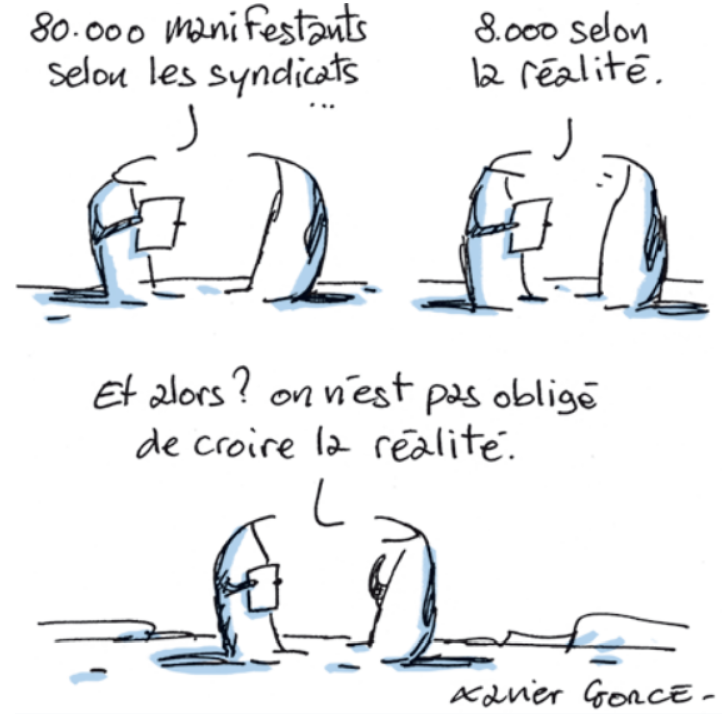 80.000 manifestants
selon les syndicats
...
8.000 selon
la réalité.
Et alors? on n'est pas obligé
de croire la réalité.
Xavier GORCE-